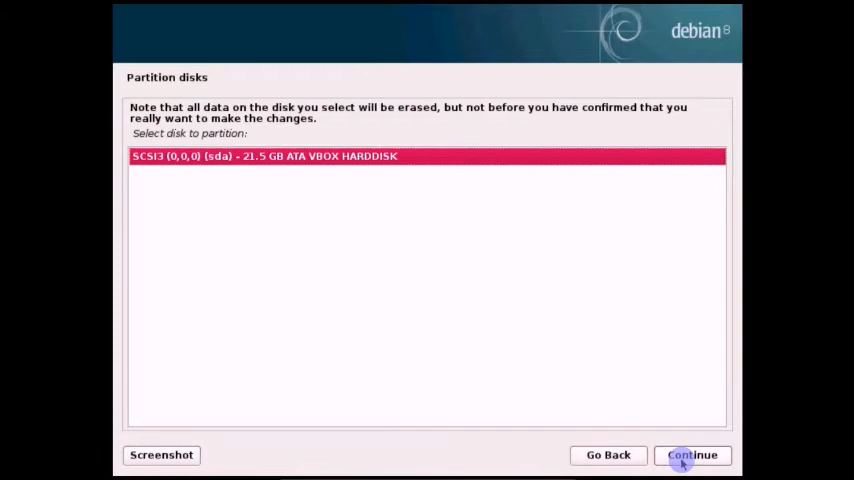 debian 8
Partition disks
Note that all data on the disk you select will be erased, but not before you have confirmed that you
really want to make the changes.
Select disk to partition:
SCSI3 (0,0,0) (sda) - 21.5 GB ATA VBOX HARDDISK
Screenshot
Go Back
Continue